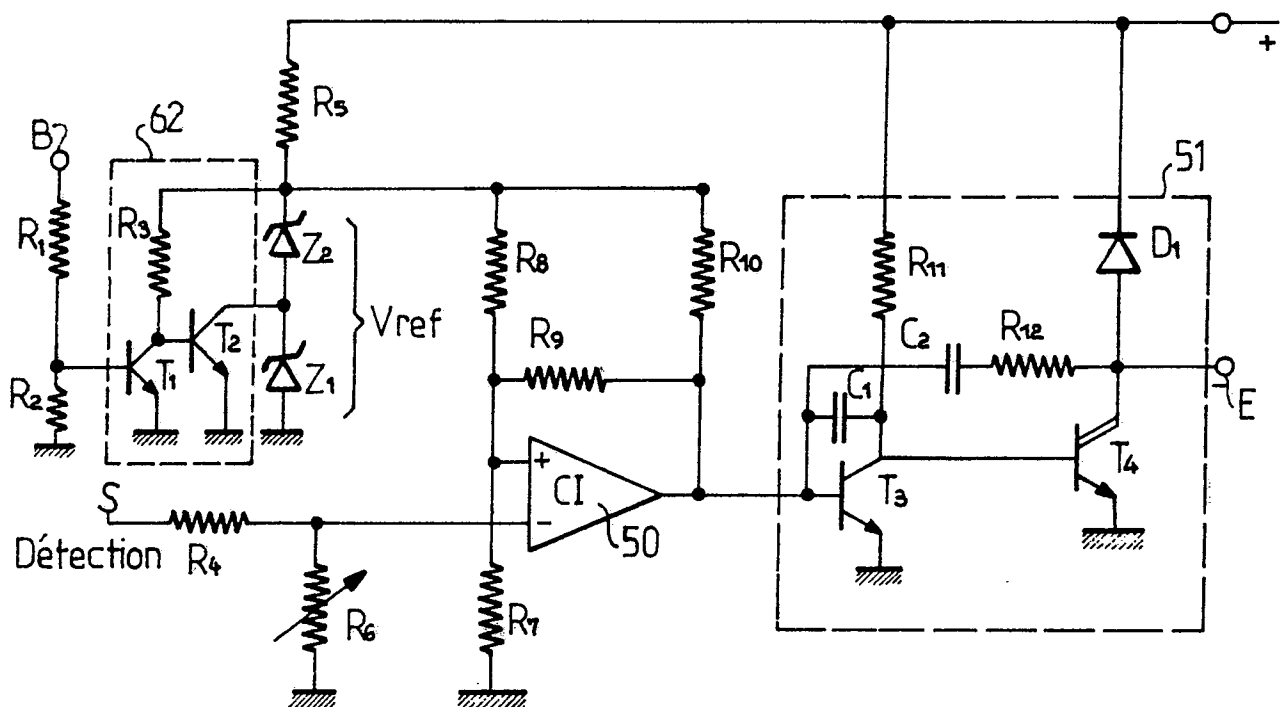 +
62
R5
B2
51
R3
R1
Z2
R8
R10
R11
D1
T2
Vref
C2
R12
R9
T1
Z1
R2
C1
E
S
+
CI
-
50
T3
T4
Détection
R4
R6
R7